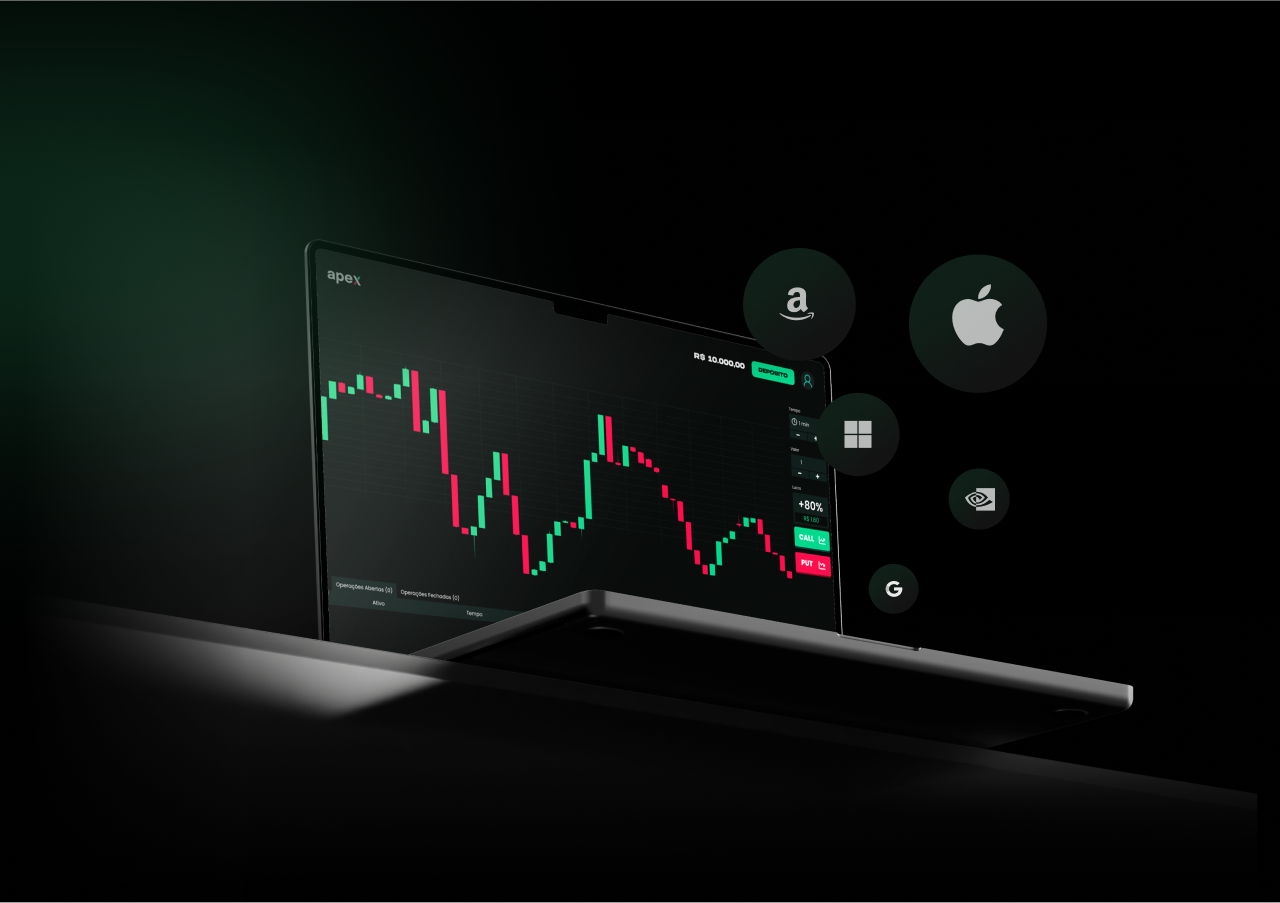 apex
R$ 10.000,00
DEPÓSITO
Tempo
1 min
Valor
1
Lucro
+80%
R$ 1.80
CALL
PUT
Operações Abertas (0)
Operações Fechadas (0)
Ativo
Tempo
a
G